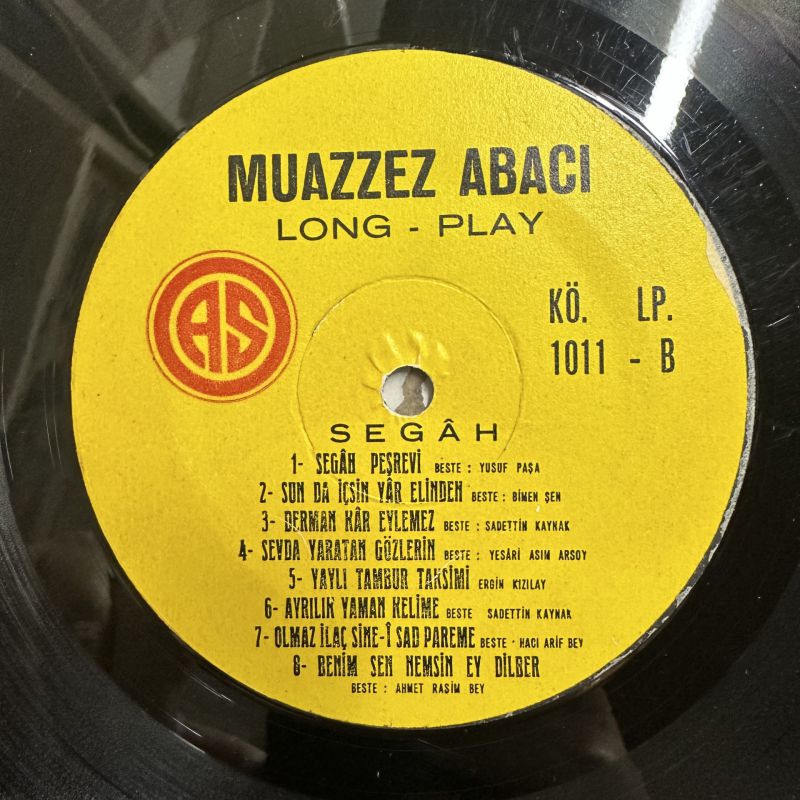 MUAZZEZ ABACI
LONG - PLAY
AS
KÖ. LP.
1011 - B
SEGÂH
1- SEGÂH PEŞREVİ BESTE : YUSUF PAŞA
2- SUN DA İÇSİN YÂR ELİNDEN BESTE : BİMEN ŞEN
3- DERMAN KÂR EYLEMEZ BESTE : SADETTİN KAYNAK
4- SEVDA YARATAN GÖZLERİN BESTE : YESÂRİ ASIM ARSOY
5- YAYLI TAMBUR TAKSİMİ ERGİN KIZILAY
6- AYRILIK YAMAN KELİME BESTE SADETTİN KAYNAK
7- OLMAZ İLAÇ SİNE-İ SAD PAREME BESTE · HACI ARİF BEY
8- BENİM SEN NEMSİN EY DİLBER
BESTE : AHMET RASİM BEY